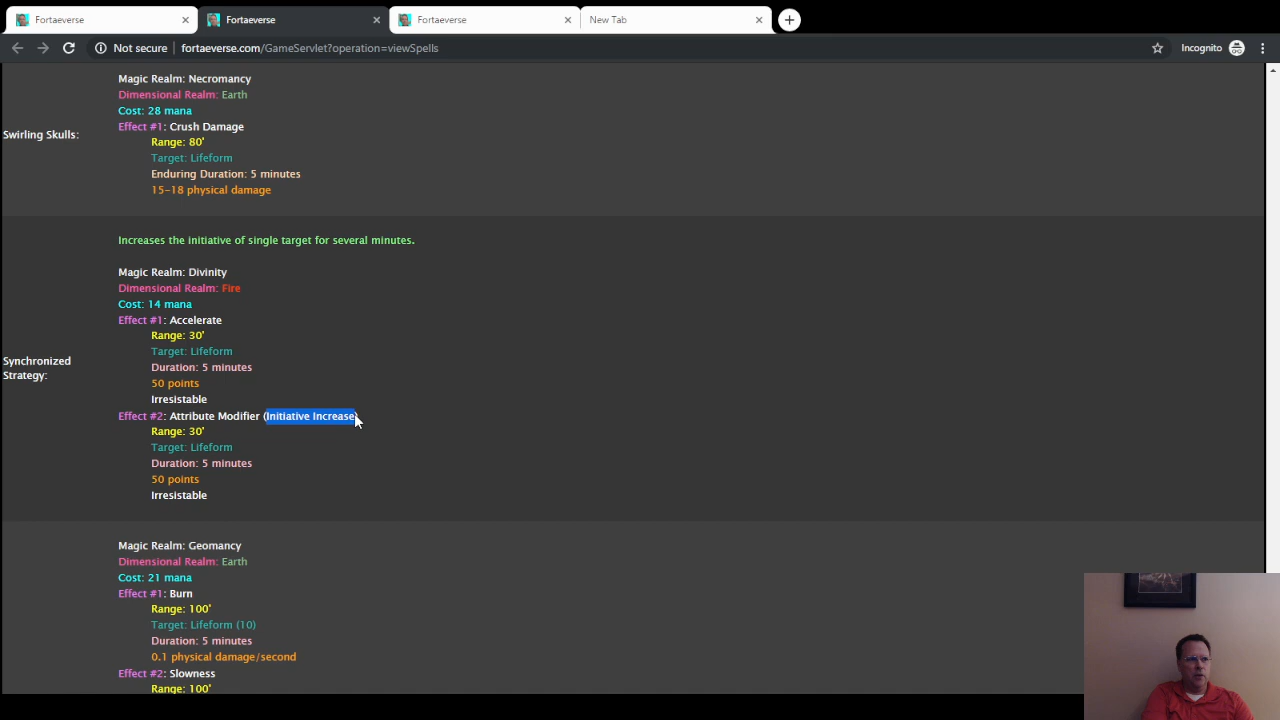 Fortaeverse
Fortaeverse
Fortaeverse
New Tab
Not secure
fortaeverse.com/GameServlet?operation=viewSpells
Incognito
Swirling Skulls:
Magic Realm: Necromancy
Dimensional Realm: Earth
Cost: 28 mana
Effect #1: Crush Damage
Range: 80'
Target: Lifeform
Enduring Duration: 5 minutes
15-18 physical damage
Synchronized
Strategy:
Increases the initiative of single target for several minutes.
Magic Realm: Divinity
Dimensional Realm: Fire
Cost: 14 mana
Effect #1: Accelerate
Range: 30'
Target: Lifeform
Duration: 5 minutes
50 points
Irresistable
Effect #2: Attribute Modifier (Initiative Increase)
Range: 30'
Target: Lifeform
Duration: 5 minutes
50 points
Irresistable
Magic Realm: Geomancy
Dimensional Realm: Earth
Cost: 21 mana
Effect #1: Burn
Range: 100'
Target: Lifeform (10)
Duration: 5 minutes
0.1 physical damage/second
Effect #2: Slowness
Range: 100'